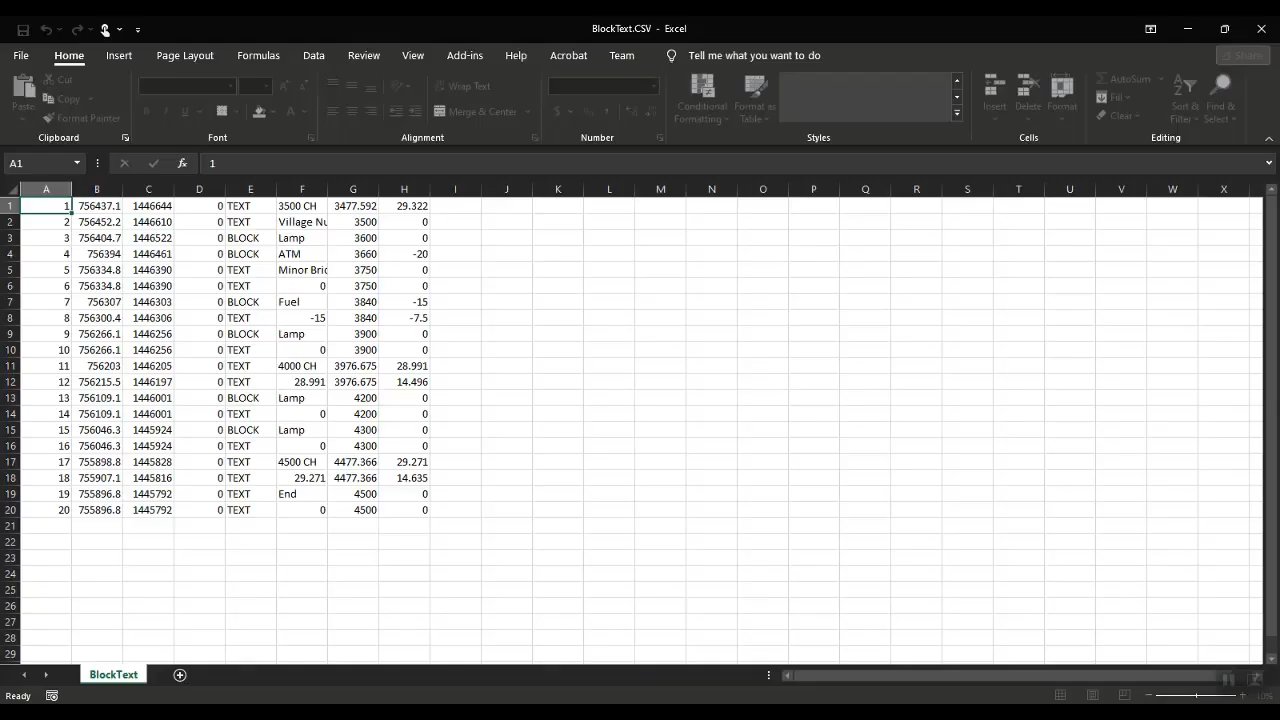 BlockText.CSV - Excel
File Home Insert Page Layout Formulas Data Review View Add-ins Help Acrobat Team Tell me what you want to do Share
Paste Cut Copy Format Painter Wrap Text Merge & Center $ % , Conditional Formatting Format as Table Insert Delete Format AutoSum Fill Clear Sort & Filter Find & Select
Clipboard Font Alignment Number Styles Cells Editing
A1 fx 1
A B C D E F G H I J K L M N O P Q R S T U V W X
1 1 756437.1 1446644 0 TEXT 3500 CH 3477.592 29.322
2 2 756452.2 1446610 0 TEXT Village Nu 3500 0
3 3 756404.7 1446522 0 BLOCK Lamp 3600 0
4 4 756394 1446461 0 BLOCK ATM 3660 -20
5 5 756334.8 1446390 0 TEXT Minor Brid 3750 0
6 6 756334.8 1446390 0 TEXT 0 3750 0
7 7 756307 1446303 0 BLOCK Fuel 3840 -15
8 8 756300.4 1446306 0 TEXT -15 3840 -7.5
9 9 756266.1 1446256 0 BLOCK Lamp 3900 0
10 10 756266.1 1446256 0 TEXT 0 3900 0
11 11 756203 1446205 0 TEXT 4000 CH 3976.675 28.991
12 12 756215.5 1446197 0 TEXT 28.991 3976.675 14.496
13 13 756109.1 1446001 0 BLOCK Lamp 4200 0
14 14 756109.1 1446001 0 TEXT 0 4200 0
15 15 756046.3 1445924 0 BLOCK Lamp 4300 0
16 16 756046.3 1445924 0 TEXT 0 4300 0
17 17 755898.8 1445828 0 TEXT 4500 CH 4477.366 29.271
18 18 755907.1 1445816 0 TEXT 29.271 4477.366 14.635
19 19 755896.8 1445792 0 TEXT End 4500 0
20 20 755896.8 1445792 0 TEXT 0 4500 0
21
22
23
24
25
26
27
28
29
BlockText
Ready